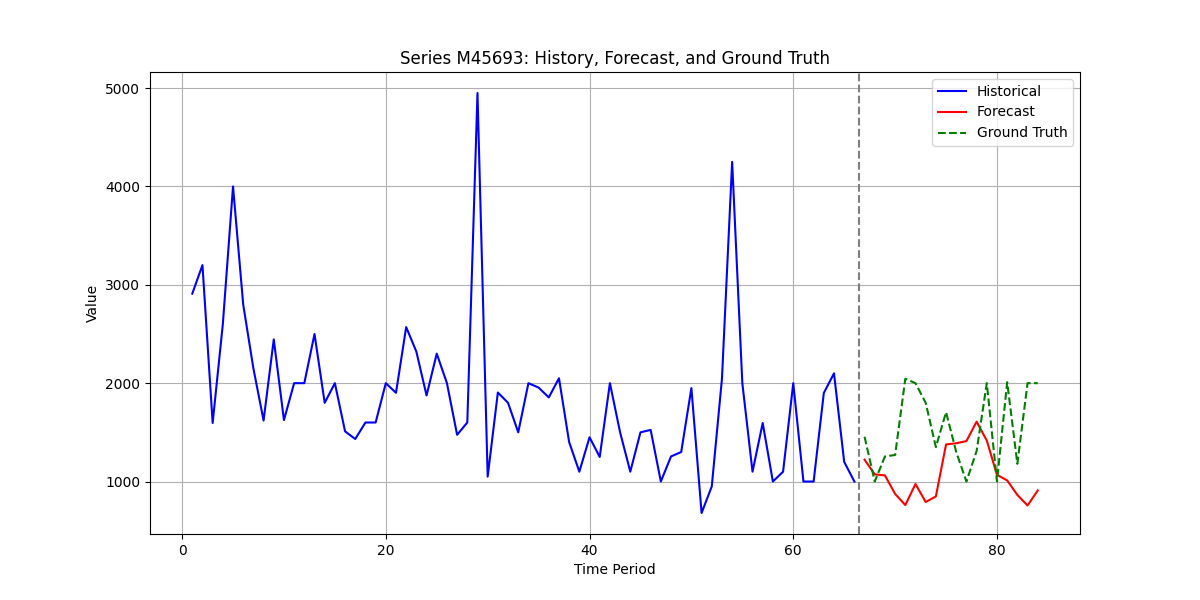 Series M45693: History, Forecast, and Ground Truth
Historical
Forecast
Ground Truth
5000
4000
3000
2000
1000
Value
0
20
40
60
80
Time Period